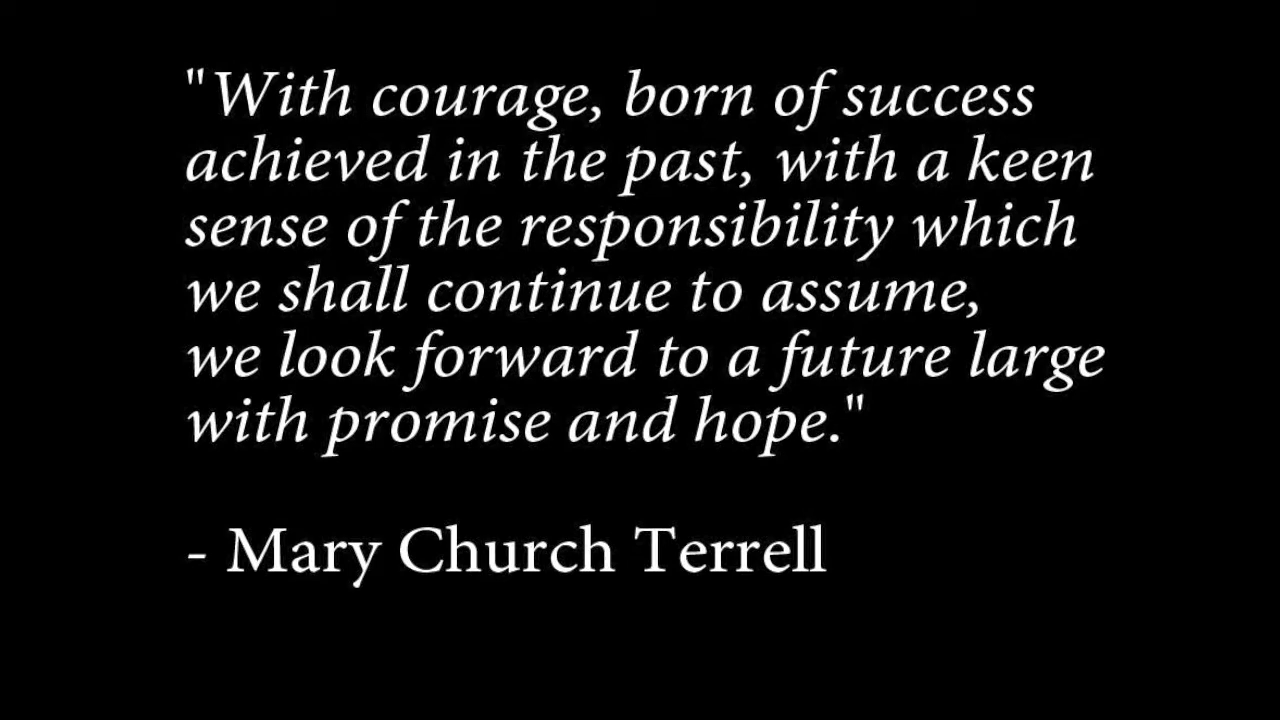 "With courage, born of success
achieved in the past, with a keen
sense of the responsibility which
we shall continue to assume,
we look forward to a future large
with promise and hope."
- Mary Church Terrell